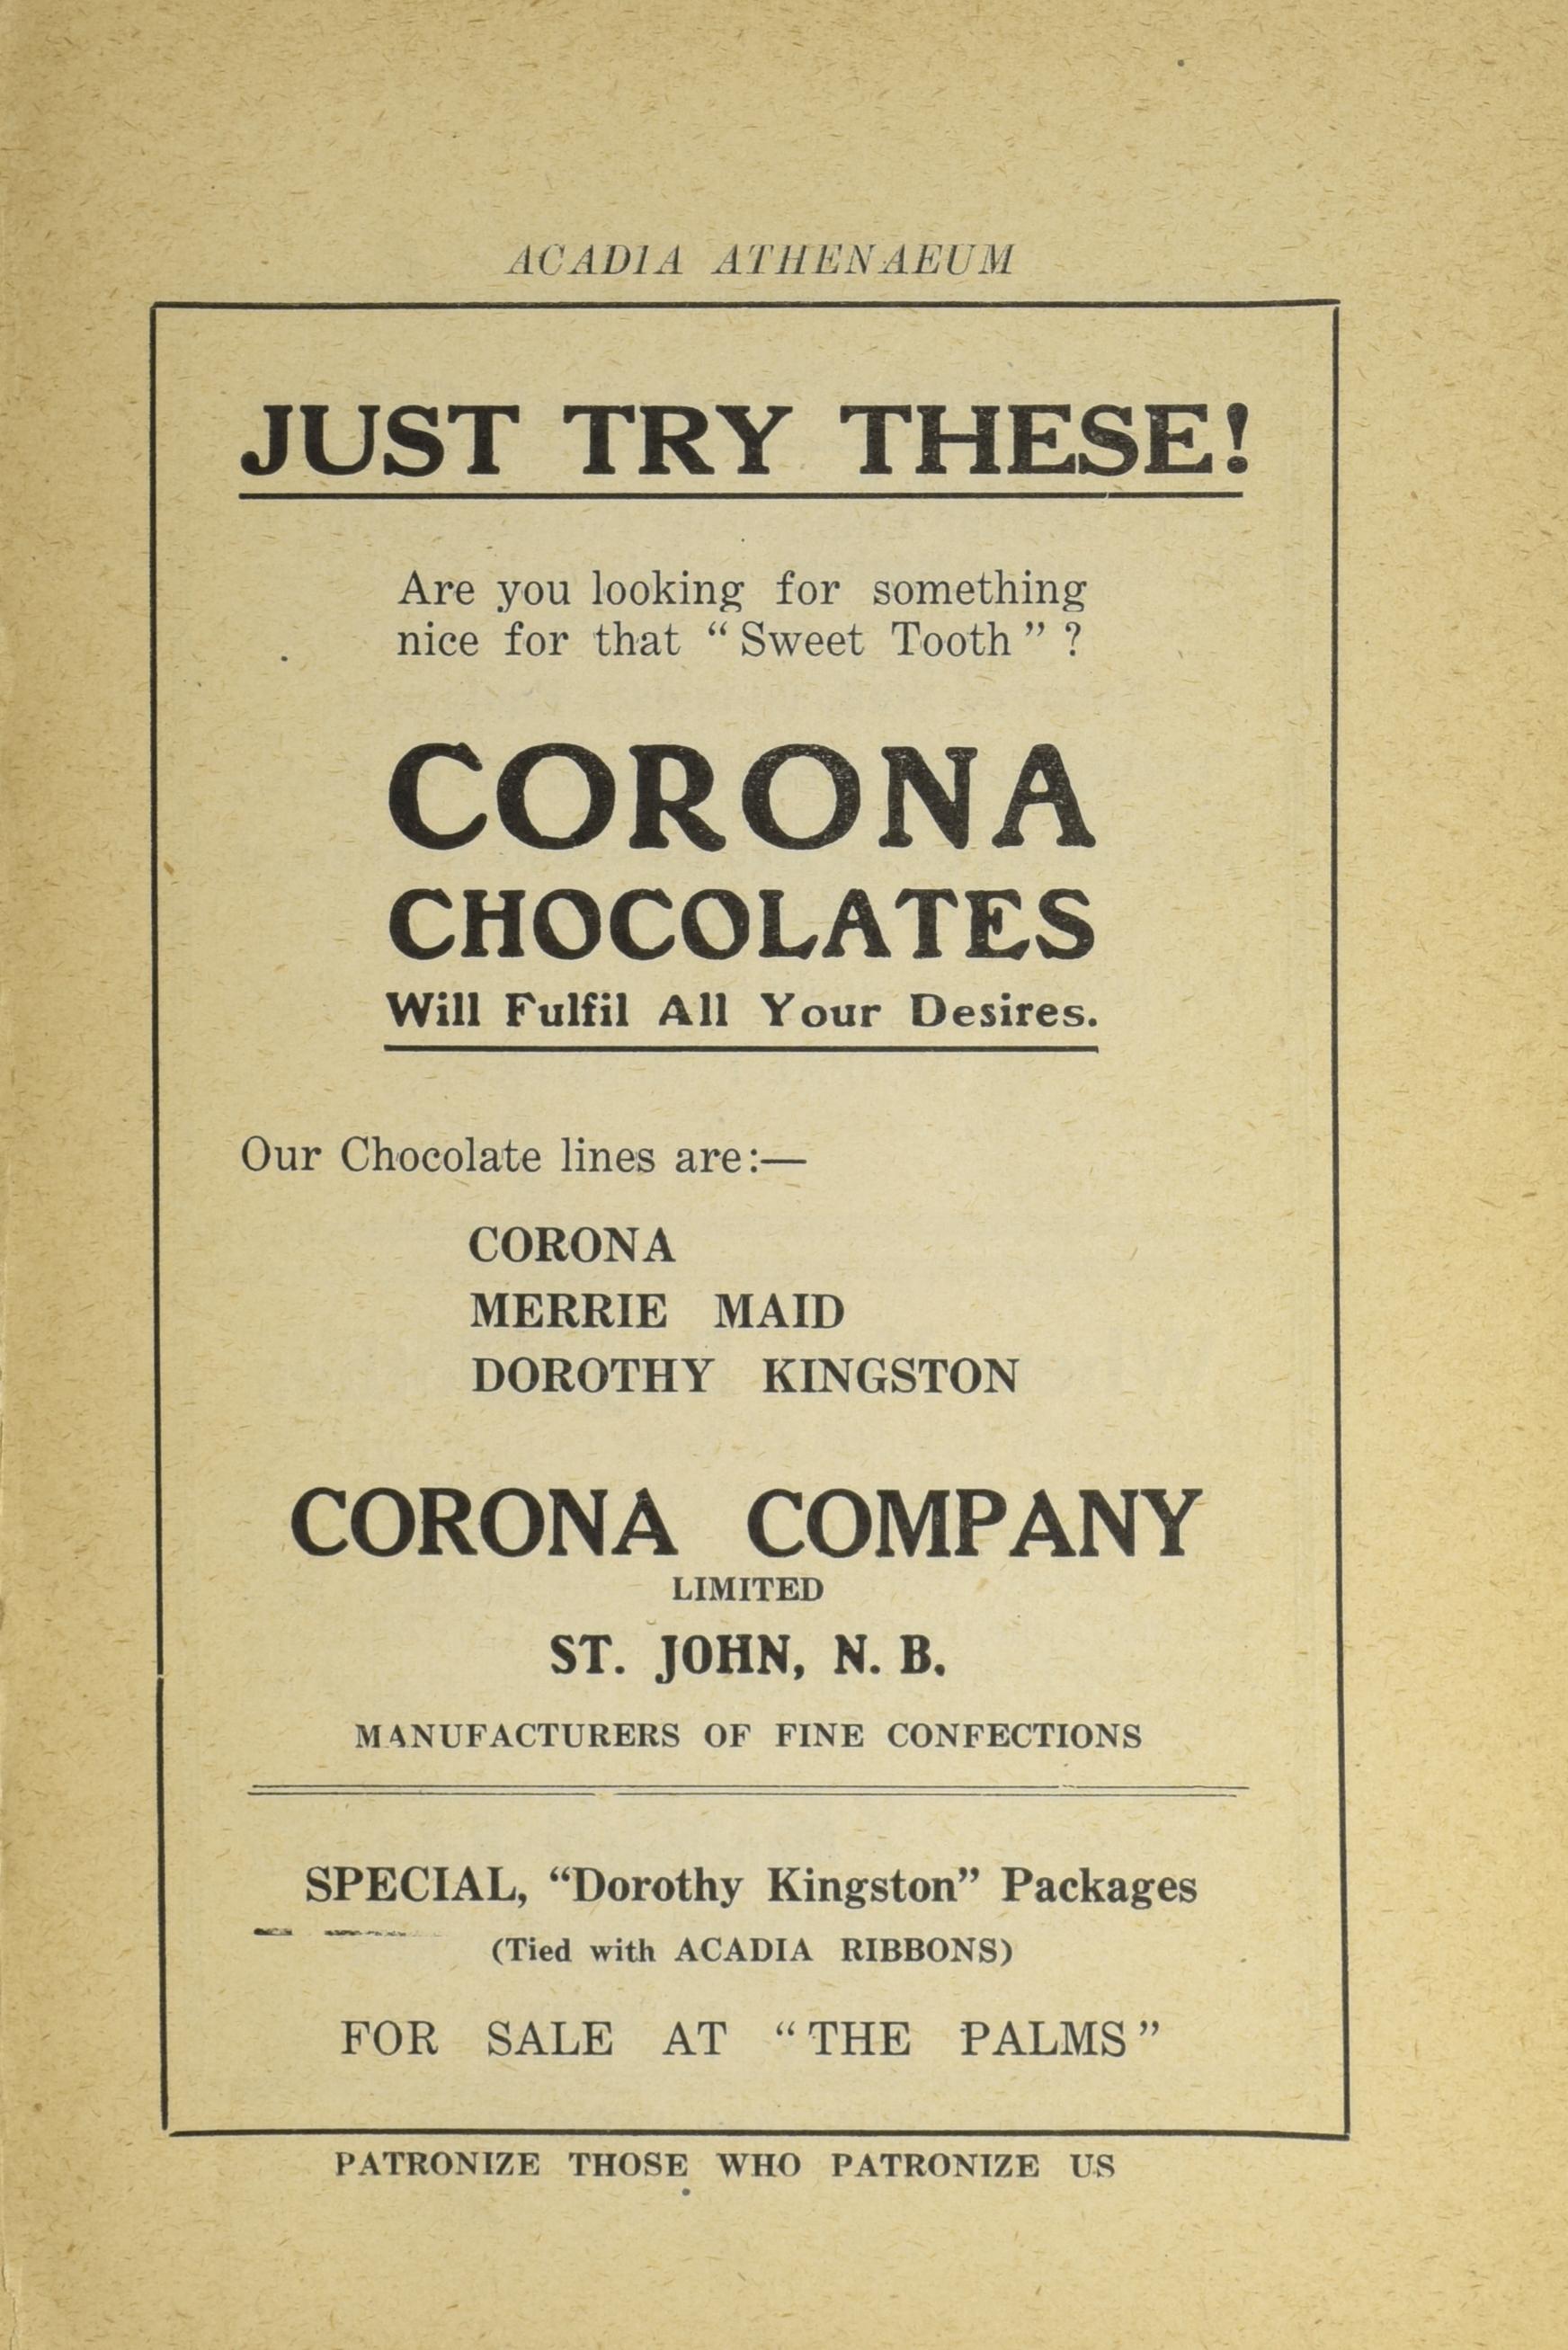 ACADIA ATHENAEUM
JUST TRY THESE!
Are you looking for something
nice for that “Sweet Tooth”?
CORONA
CHOCOLATES
Will Fulfil All Your Desires.
Our Chocolate lines are:—
CORONA
MERRIE MAID
DOROTHY KINGSTON
CORONA COMPANY
LIMITED
ST. JOHN, N. B.
MANUFACTURERS OF FINE CONFECTIONS
SPECIAL, “Dorothy Kingston” Packages
(Tied with ACADIA RIBBONS)
FOR SALE AT “THE PALMS”
PATRONIZE THOSE WHO PATRONIZE US